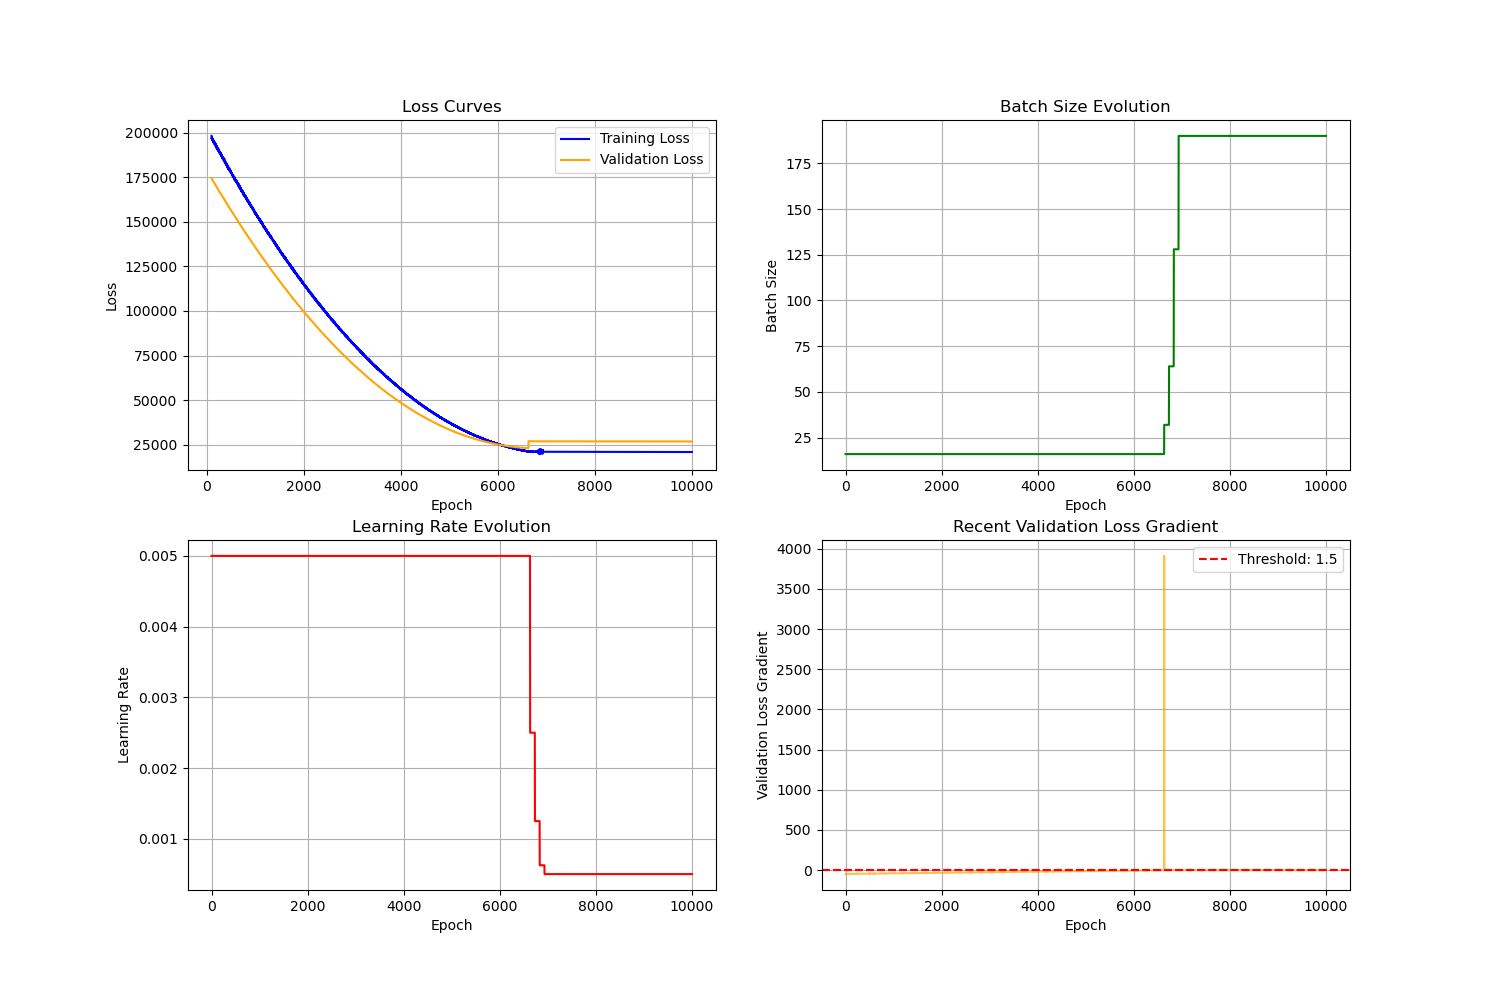 Loss Curves
200000
175000
150000
125000
100000
75000
50000
25000
Loss
0 2000 4000 6000 8000 10000
Epoch
Training Loss
Validation Loss
Batch Size Evolution
175
150
125
100
75
50
25
Batch Size
0 2000 4000 6000 8000 10000
Epoch
Learning Rate Evolution
0.005
0.004
0.003
0.002
0.001
Learning Rate
0 2000 4000 6000 8000 10000
Epoch
Recent Validation Loss Gradient
4000
3500
3000
2500
2000
1500
1000
500
0
Validation Loss Gradient
0 2000 4000 6000 8000 10000
Epoch
Threshold: 1.5